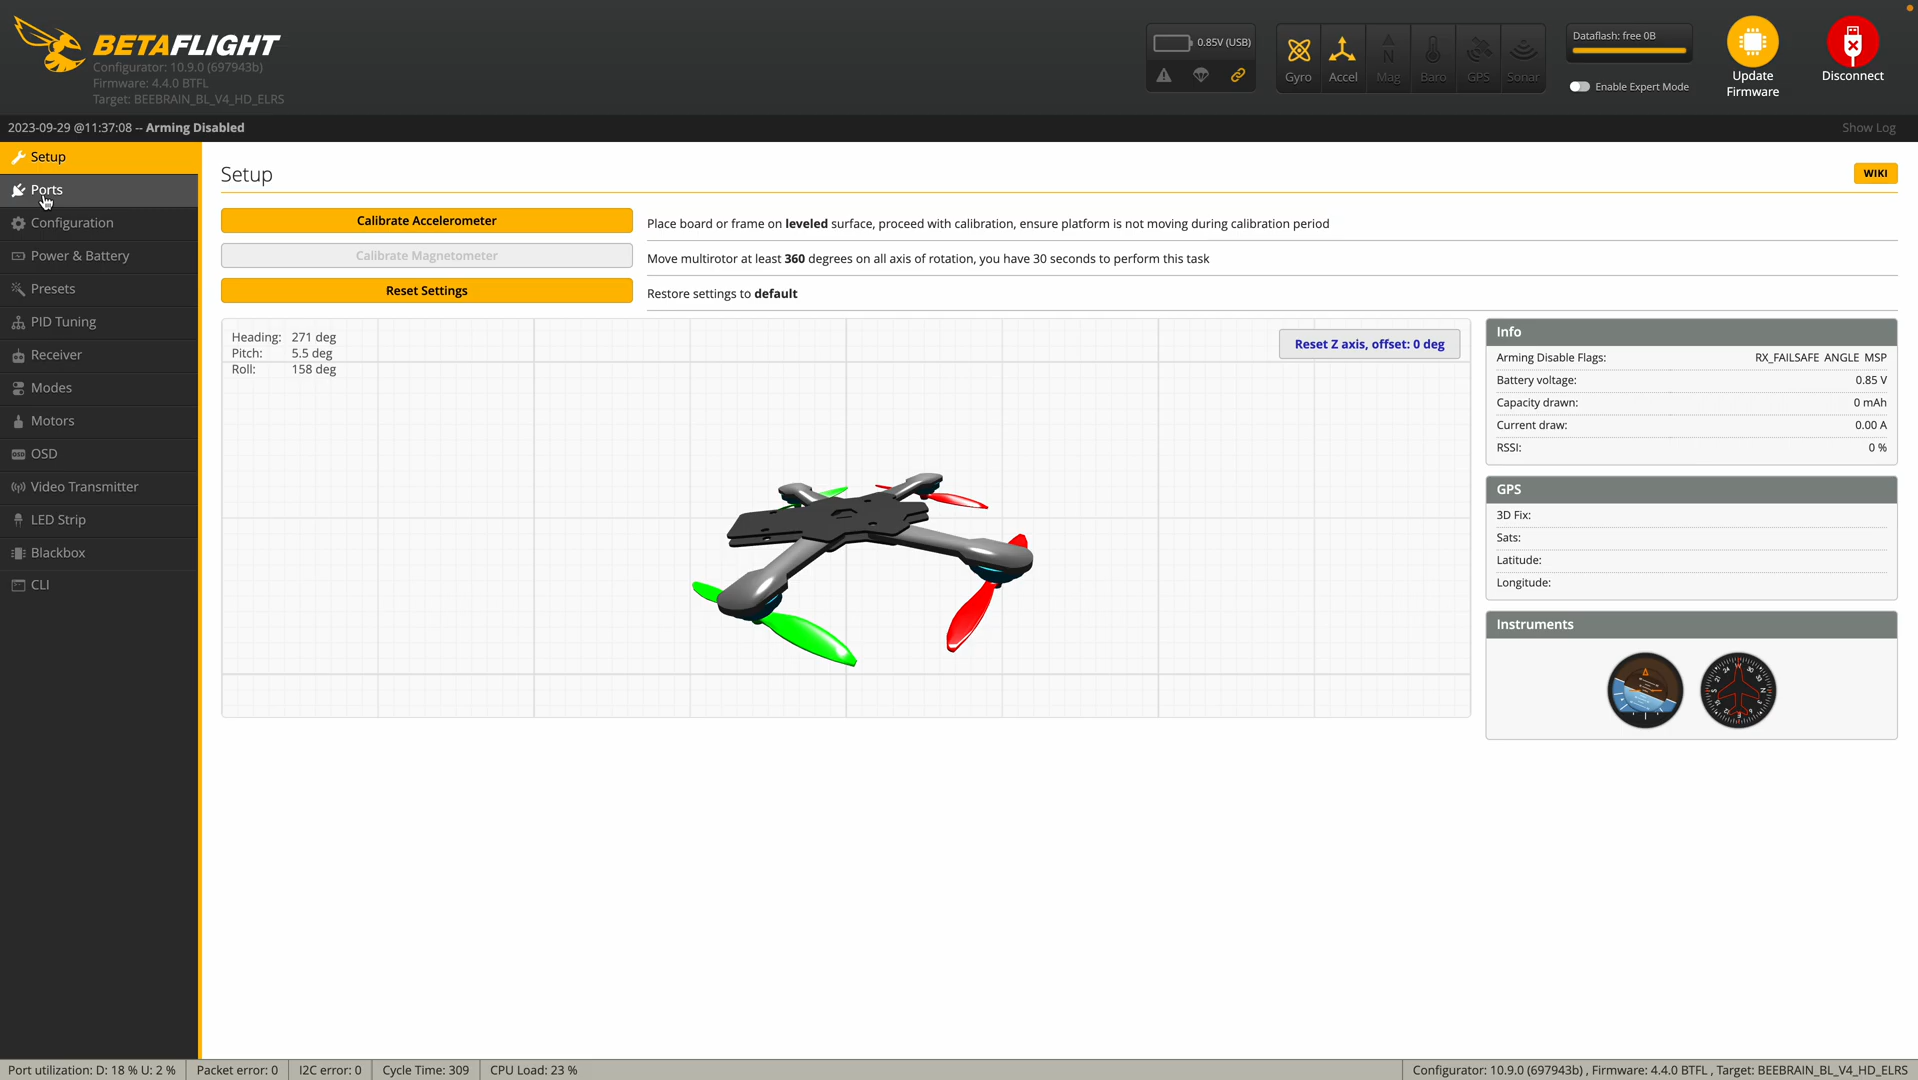 BETAFLIGHT
Configurator: 10.9.0 (697943b)
Firmware: 4.4.0 BTFL
Target: BEEBRAIN_BL_V4_HD_ELRS
0.85V (USB)
Gyro
Accel
Mag
Baro
GPS
Sonar
Dataflash: free 0B
Enable Expert Mode
Update
Firmware
Disconnect
2023-09-29 @11:37:08 -- Arming Disabled
Show Log
Setup
Ports
Configuration
Power & Battery
Presets
PID Tuning
Receiver
Modes
Motors
OSD
Video Transmitter
LED Strip
Blackbox
CLI
Setup
WIKI
Calibrate Accelerometer
Place board or frame on leveled surface, proceed with calibration, ensure platform is not moving during calibration period
Calibrate Magnetometer
Move multirotor at least 360 degrees on all axis of rotation, you have 30 seconds to perform this task
Reset Settings
Restore settings to default
Heading: 271 deg
Pitch: 5.5 deg
Roll: 158 deg
Reset Z axis, offset: 0 deg
Info
Arming Disable Flags: RX_FAILSAFE ANGLE MSP
Battery voltage: 0.85 V
Capacity drawn: 0 mAh
Current draw: 0.00 A
RSSI: 0 %
GPS
3D Fix:
Sats:
Latitude:
Longitude:
Instruments
Port utilization: D: 18 % U: 2 %
Packet error: 0
I2C error: 0
Cycle Time: 309
CPU Load: 23 %
Configurator: 10.9.0 (697943b) , Firmware: 4.4.0 BTFL , Target: BEEBRAIN_BL_V4_HD_ELRS